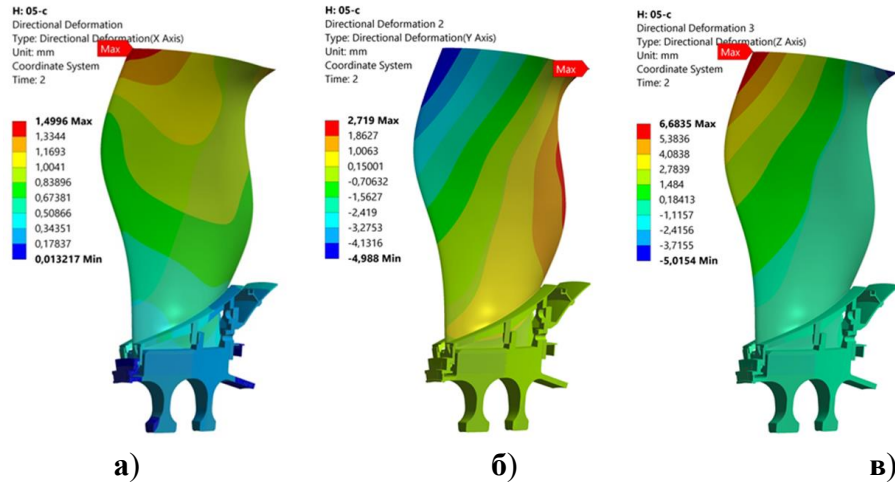 H: 05-c
Directional Deformation
Type: Directional Deformation(X Axis)
Unit: mm
Coordinate System
Time: 2
Max
1,4996 Max
1,3344
1,1693
1,0041
0,83896
0,67381
0,50866
0,34351
0,17837
0,013217 Min
а)
H: 05-c
Directional Deformation 2
Type: Directional Deformation(Y Axis)
Unit: mm
Coordinate System
Time: 2
Max
2,719 Max
1,8627
1,0063
0,15001
-0,70632
-1,5627
-2,419
-3,2753
-4,1316
-4,988 Min
б)
H: 05-c
Directional Deformation 3
Type: Directional Deformation(Z Axis)
Unit: mm
Coordinate System
Time: 2
Max
6,6835 Max
5,3836
4,0838
2,7839
1,484
0,18413
-1,1157
-2,4156
-3,7155
-5,0154 Min
в)